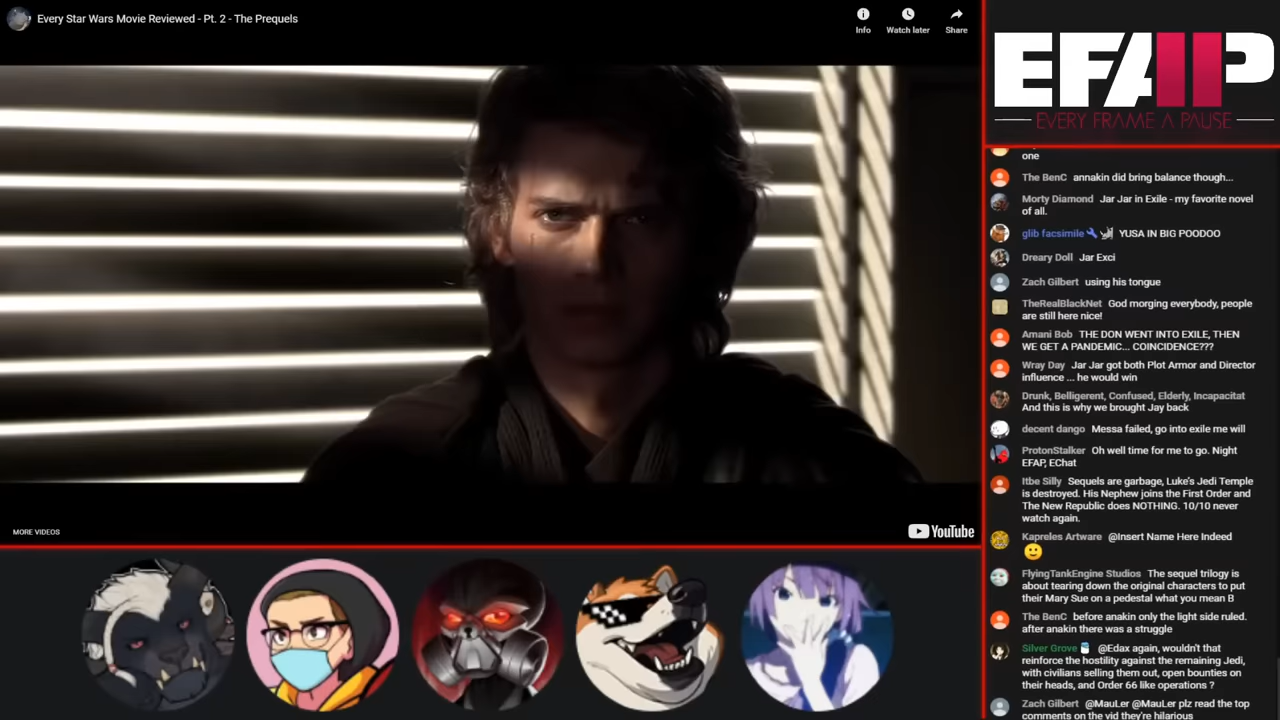 Every Star Wars Movie Reviewed - Pt. 2 - The Prequels
Info
Watch later
Share
MORE VIDEOS
YouTube
EFAP
EVERY FRAME A PAUSE
one
The BenC annakin did bring balance though...
Morty Diamond Jar Jar in Exile - my favorite novel
of all.
glib facsimile YUSA IN BIG POODOO
Dreary Doll Jar Exci
Zach Gilbert using his tongue
TheRealBlackNet God morging everybody, people
are still here nice!
Amani Bob THE DON WENT INTO EXILE, THEN
WE GET A PANDEMIC... COINCIDENCE???
Wray Day Jar Jar got both Plot Armor and Director
influence ... he would win
Drunk, Belligerent, Confused, Elderly, Incapacitat
And this is why we brought Jay back
decent dango Messa failed, go into exile me will
ProtonStalker Oh well time for me to go. Night
EFAP, EChat
Itbe Silly Sequels are garbage, Luke's Jedi Temple
is destroyed. His Nephew joins the First Order and
The New Republic does NOTHING. 10/10 never
watch again.
Kapreles Artware @Insert Name Here Indeed
FlyingTankEngine Studios The sequel trilogy is
about tearing down the original characters to put
their Mary Sue on a pedestal what you mean B
The BenC before anakin only the light side ruled.
after anakin there was a struggle
Silver Grove @Edax again, wouldn't that
reinforce the hostility against the remaining Jedi,
with civilians selling them out, open bounties on
their heads, and Order 66 like operations ?
Zach Gilbert @MauLer @MauLer plz read the top
comments on the vid they're hilarious